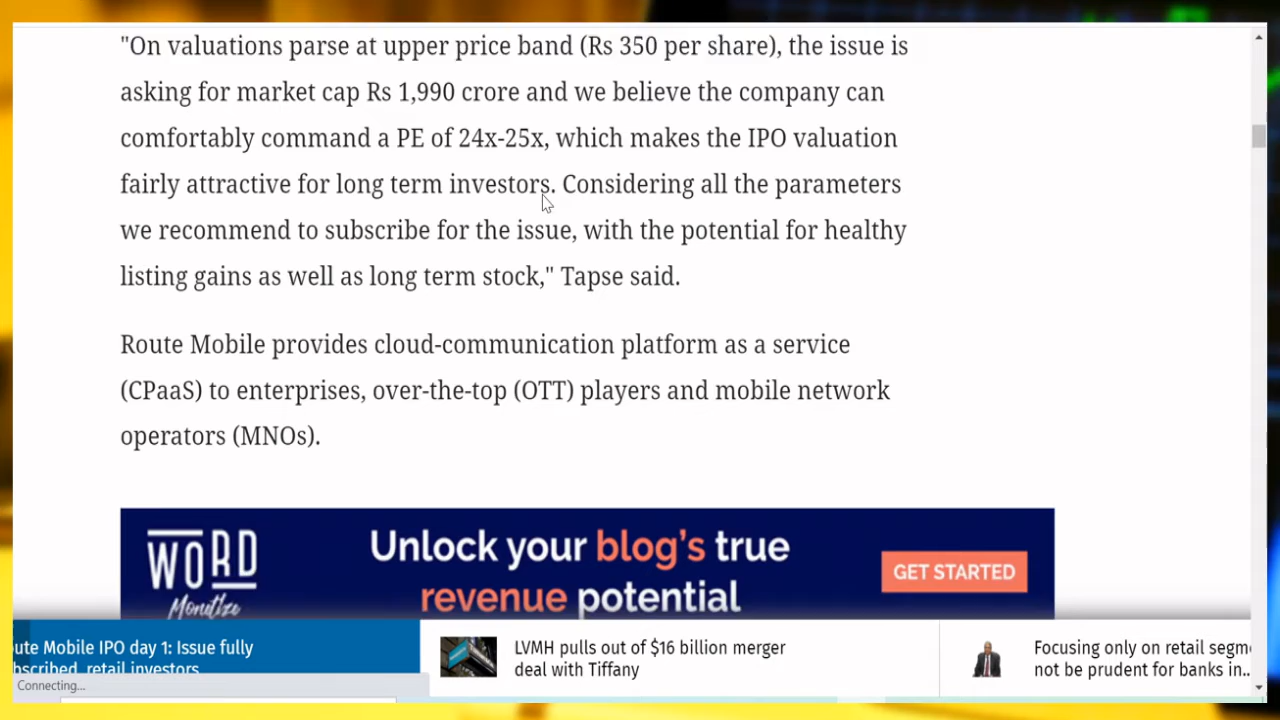 "On valuations parse at upper price band (Rs 350 per share), the issue is
asking for market cap Rs 1,990 crore and we believe the company can
comfortably command a PE of 24x-25x, which makes the IPO valuation
fairly attractive for long term investors. Considering all the parameters
we recommend to subscribe for the issue, with the potential for healthy
listing gains as well as long term stock," Tapse said.
Route Mobile provides cloud-communication platform as a service
(CPaaS) to enterprises, over-the-top (OTT) players and mobile network
operators (MNOs).
WORD
Monitize
Unlock your blog's true
revenue potential
GET STARTED
ute Mobile IPO day 1: Issue fully
bscribed, retail investors
LVMH pulls out of $16 billion merger
deal with Tiffany
Focusing only on retail segm
not be prudent for banks in..
Connecting...